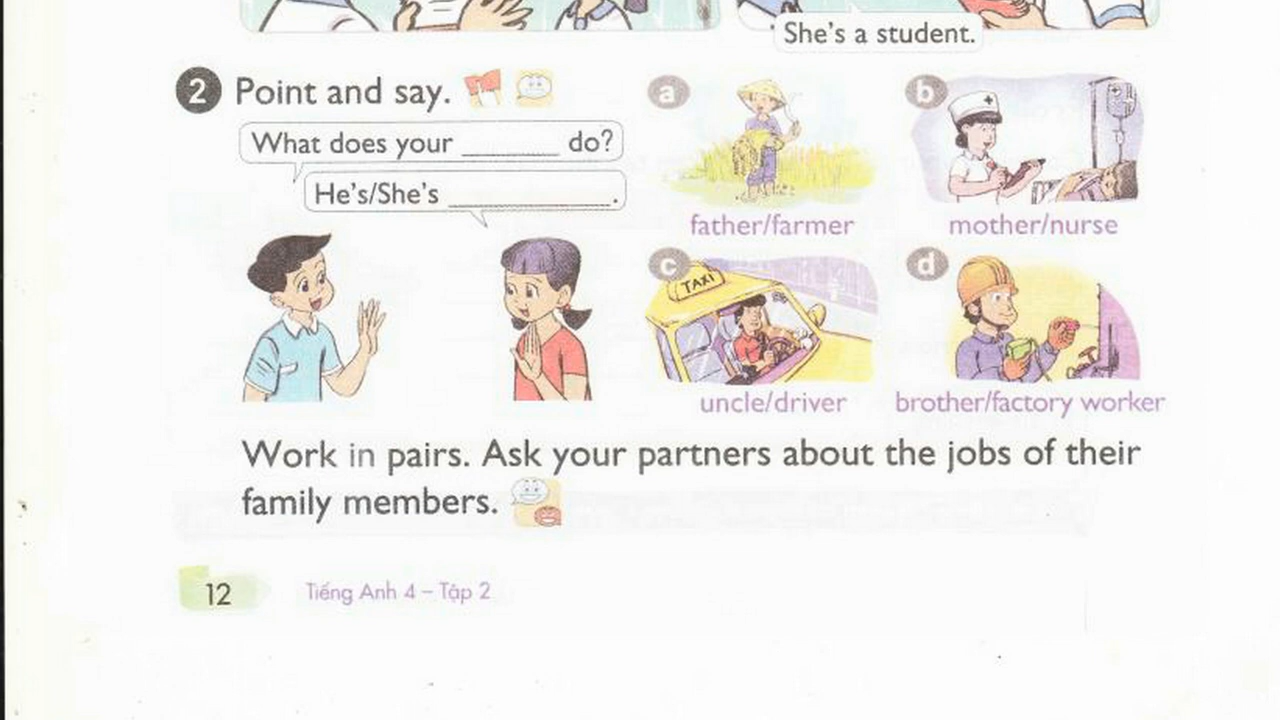 She's a student.
2 Point and say.
What does your ______ do?
He's/She's __________.
a
father/farmer
b
mother/nurse
c
TAXI
uncle/driver
d
brother/factory worker
Work in pairs. Ask your partners about the jobs of their
family members.
12 Tiếng Anh 4 – Tập 2